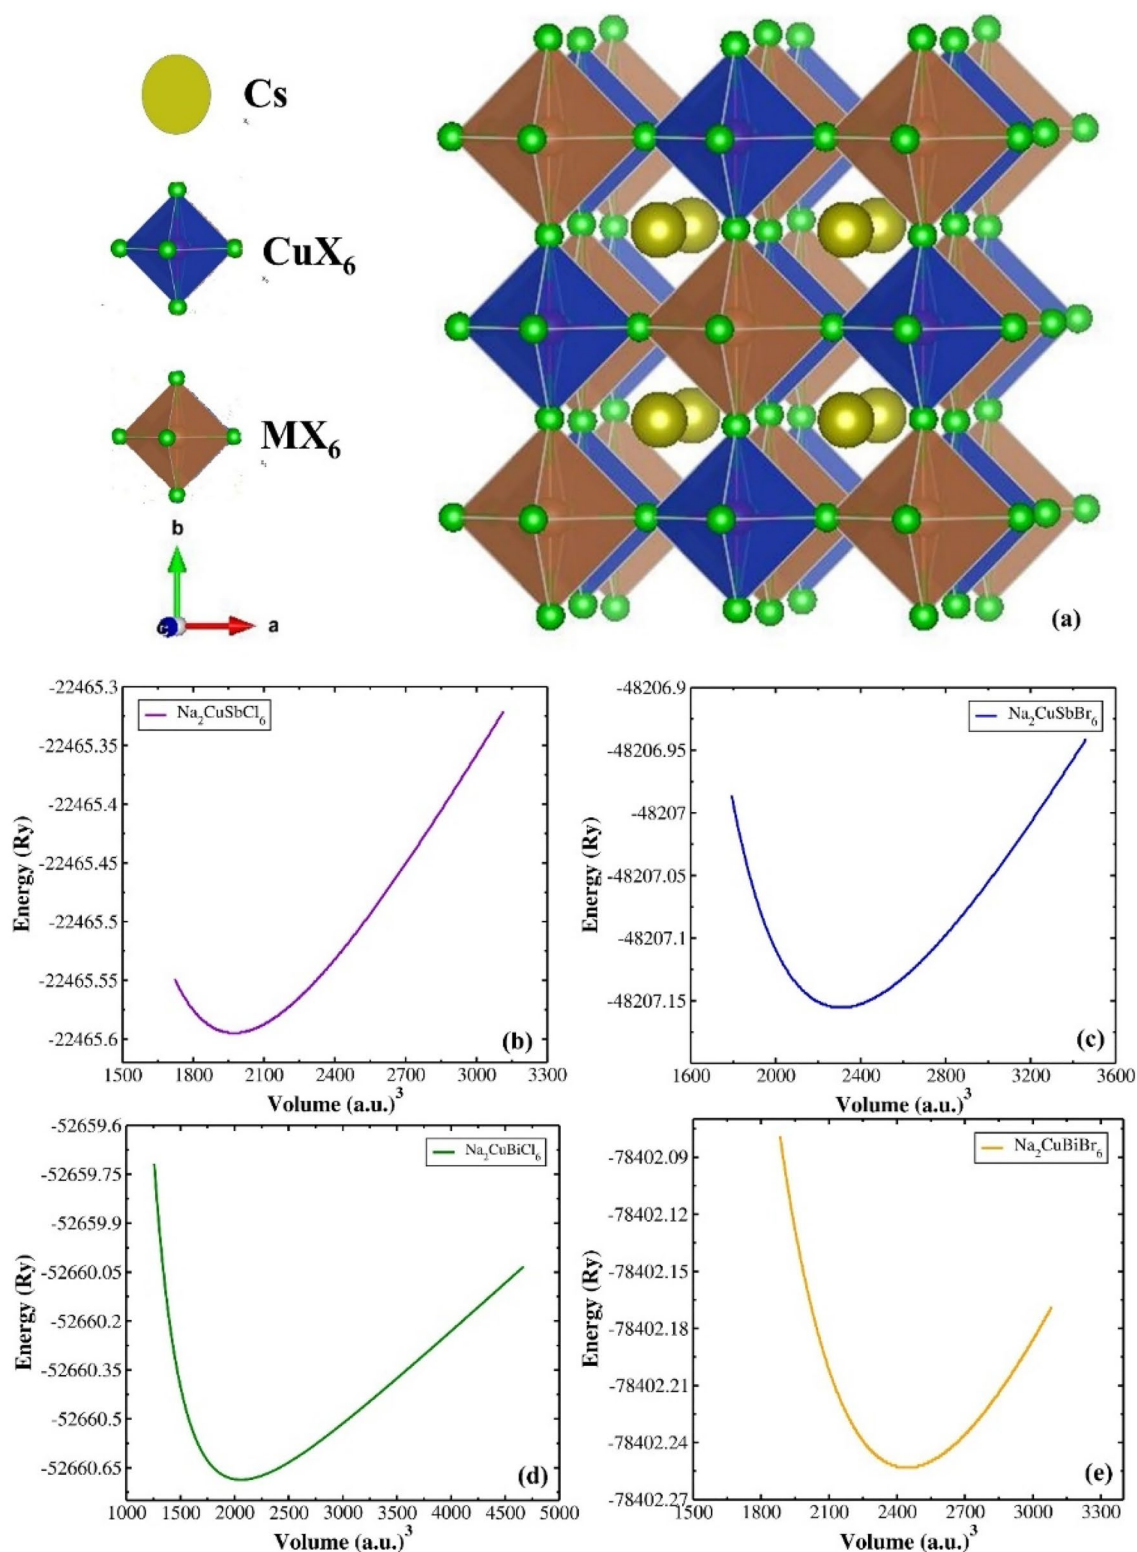 Cs
CuX₆
MX₆
b
a
(a)
-22465.3
-22465.35
-22465.4
-22465.45
-22465.5
-22465.55
-22465.6
Energy (Ry)
Na₂CuSbCl₆
(b)
1500 1800 2100 2400 2700 3000 3300
Volume (a.u.)³
-48206.9
-48206.95
-48207
-48207.05
-48207.1
-48207.15
Energy (Ry)
Na₂CuSbBr₆
(c)
1600 2000 2400 2800 3200 3600
Volume (a.u.)³
-52659.6
-52659.75
-52659.9
-52660.05
-52660.2
-52660.35
-52660.5
-52660.65
Energy (Ry)
Na₂CuBiCl₆
(d)
1000 1500 2000 2500 3000 3500 4000 4500 5000
Volume (a.u.)³
-78402.09
-78402.12
-78402.15
-78402.18
-78402.21
-78402.24
-78402.27
Energy (Ry)
Na₂CuBiBr₆
(e)
1500 1800 2100 2400 2700 3000 3300
Volume (a.u.)³